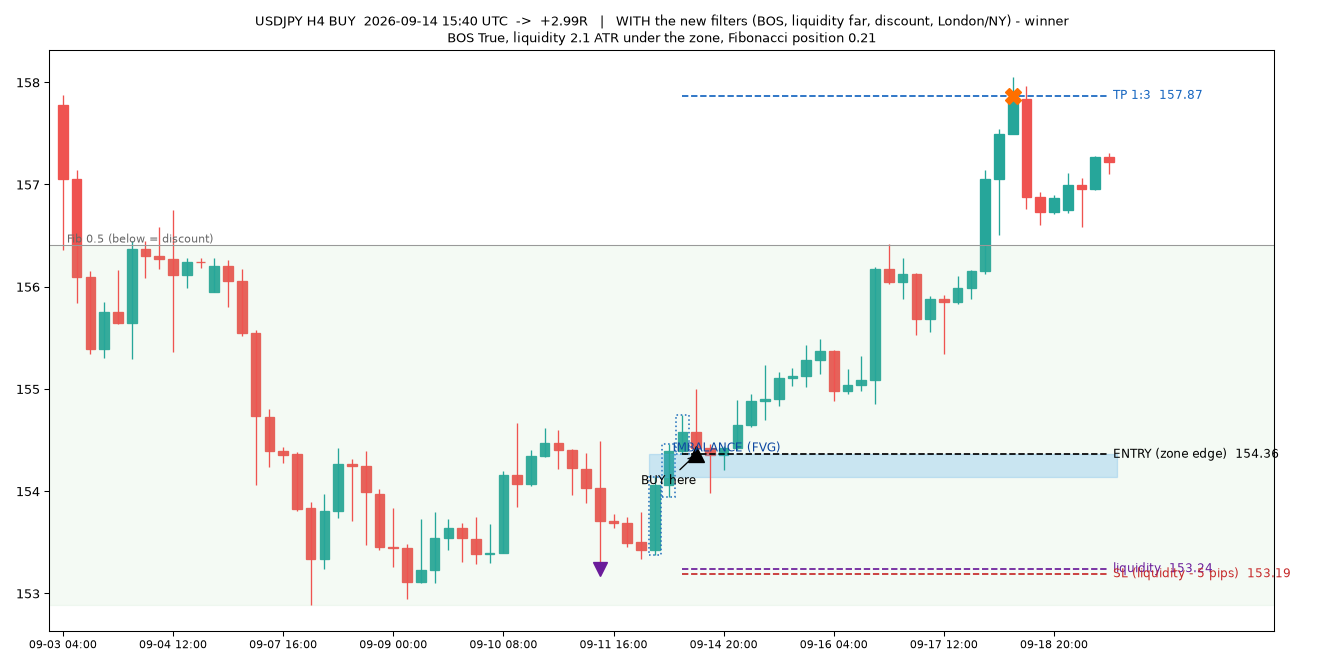 USDJPY H4 BUY  2026-09-14 15:40 UTC  ->  +2.99R   |   WITH the new filters (BOS, liquidity far, discount, London/NY) - winner
BOS True, liquidity 2.1 ATR under the zone, Fibonacci position 0.21
158
TP 1:3  157.87
157
Fib 0.5 (below = discount)
156
155
IMBALANCE (FVG)
ENTRY (zone edge)  154.36
BUY here
154
liquidity  153.24
SL (liquidity - 5 pips)  153.19
153
09-03 04:00
09-04 12:00
09-07 16:00
09-09 00:00
09-10 08:00
09-11 16:00
09-14 20:00
09-16 04:00
09-17 12:00
09-18 20:00